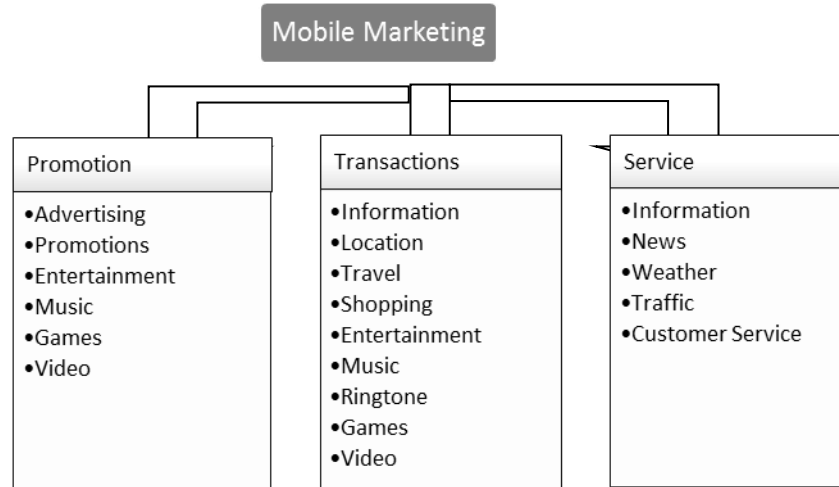 Mobile Marketing
Promotion
•Advertising
•Promotions
•Entertainment
•Music
•Games
•Video
Transactions
•Information
•Location
•Travel
•Shopping
•Entertainment
•Music
•Ringtone
•Games
•Video
Service
•Information
•News
•Weather
•Traffic
•Customer Service